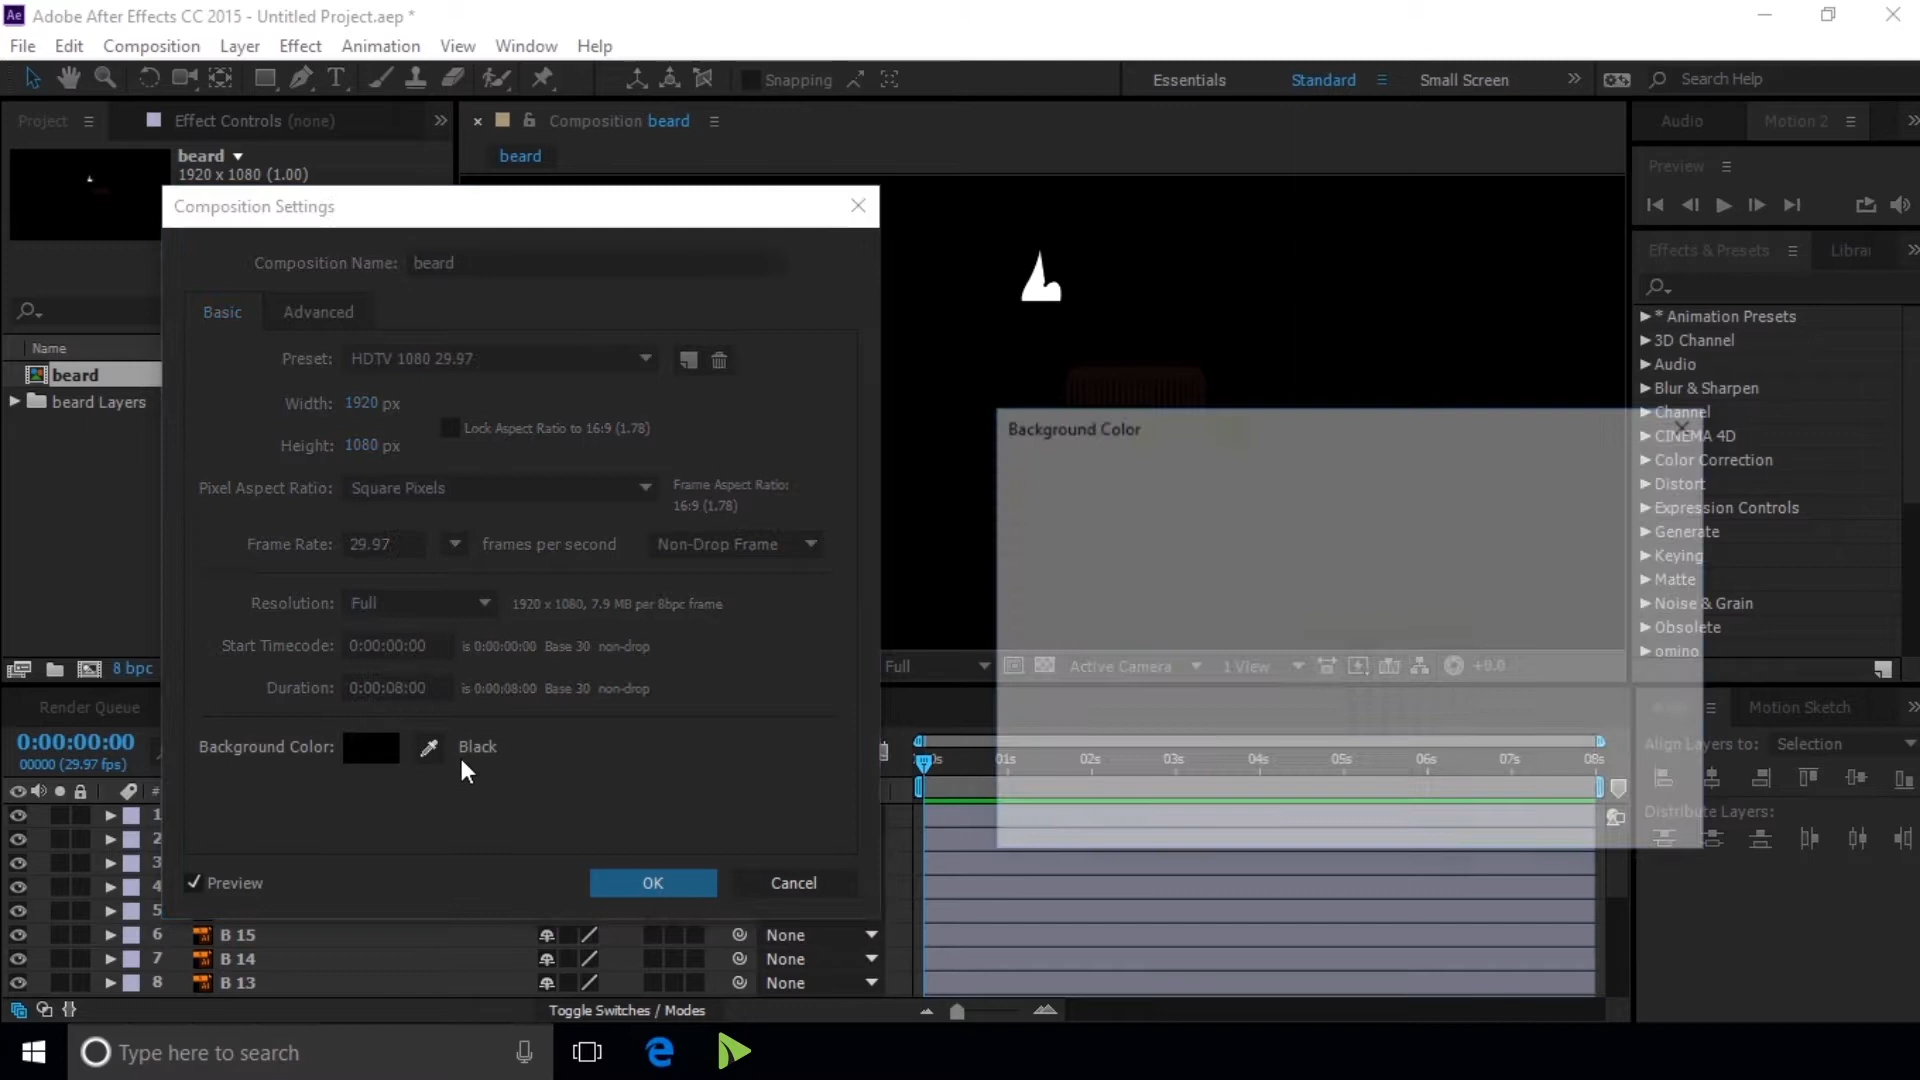 Ae Adobe After Effects CC 2015 - Untitled Project.aep *
File Edit Composition Layer Effect Animation View Window Help
T Snapping Essentials Standard Small Screen Search Help
Project Effect Controls (none) Composition beard Audio Motion 2
beard
1920 x 1080 (1.00)
beard
Preview
Composition Settings
Effects & Presets Librar
Composition Name: beard
Basic Advanced
* Animation Presets
3D Channel
Audio
Blur & Sharpen
Channel
CINEMA 4D
Color Correction
Distort
Expression Controls
Generate
Keying
Matte
Noise & Grain
Obsolete
omino
Name
beard
beard Layers
Preset: HDTV 1080 29.97
Width: 1920 px
Lock Aspect Ratio to 16:9 (1.78)
Height: 1080 px
Pixel Aspect Ratio: Square Pixels
Frame Aspect Ratio:
16:9 (1.78)
Frame Rate: 29.97 frames per second Non-Drop Frame
Resolution: Full 1920 x 1080, 7.9 MB per 8bpc frame
Start Timecode: 0:00:00:00 is 0:00:00:00 Base 30 non-drop
Duration: 0:00:08:00 is 0:00:08:00 Base 30 non-drop
Background Color: Black
Preview OK Cancel
Background Color
8 bpc
Full Active Camera 1 View +0.0
Render Queue
Motion Sketch
0:00:00:00
00000 (29.97 fps)
01s 02s 03s 04s 05s 06s 07s 08s
Align Layers to: Selection
Distribute Layers:
#
1
2
3
4
5
6 B 15 None
7 B 14 None
8 B 13 None
Toggle Switches / Modes
Type here to search